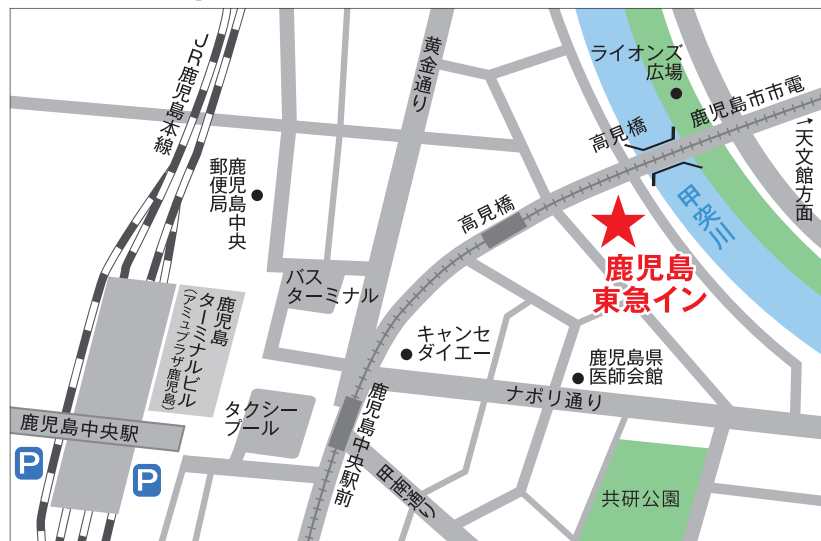 JR鹿児島本線
黄金通り
ライオンズ
広場
鹿児島市市電
高見橋
→天文館方面
鹿児島中央
郵便局
高見橋
甲突川
鹿児島
東急イン
バス
ターミナル
鹿児島
ターミナルビル
(アミュプラザ鹿児島)
キャンセ
ダイエー
鹿児島県
医師会館
ナポリ通り
タクシー
プール
鹿児島中央駅
鹿児島中央駅前
甲南通り
P
P
共研公園